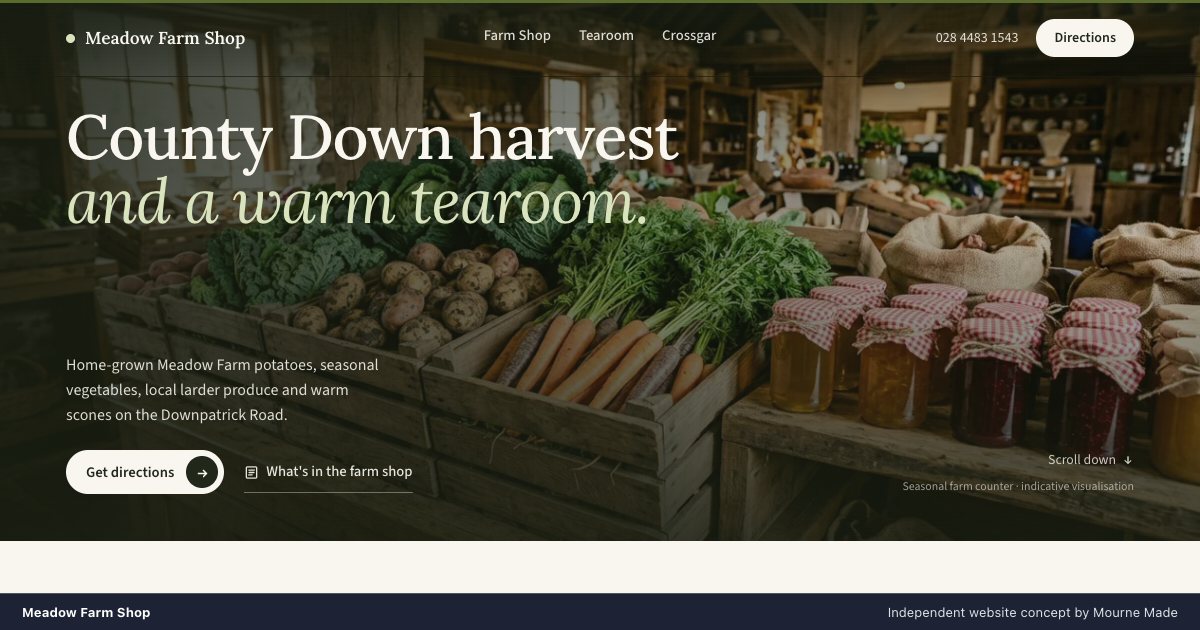 Meadow Farm Shop
Farm Shop
Tearoom
Crossgar
028 4483 1543
Directions
County Down harvest
and a warm tearoom.
Home-grown Meadow Farm potatoes, seasonal
vegetables, local larder produce and warm
scones on the Downpatrick Road.
Get directions →
What's in the farm shop
Scroll down ↓
Seasonal farm counter · indicative visualisation
Meadow Farm Shop
Independent website concept by Mourne Made